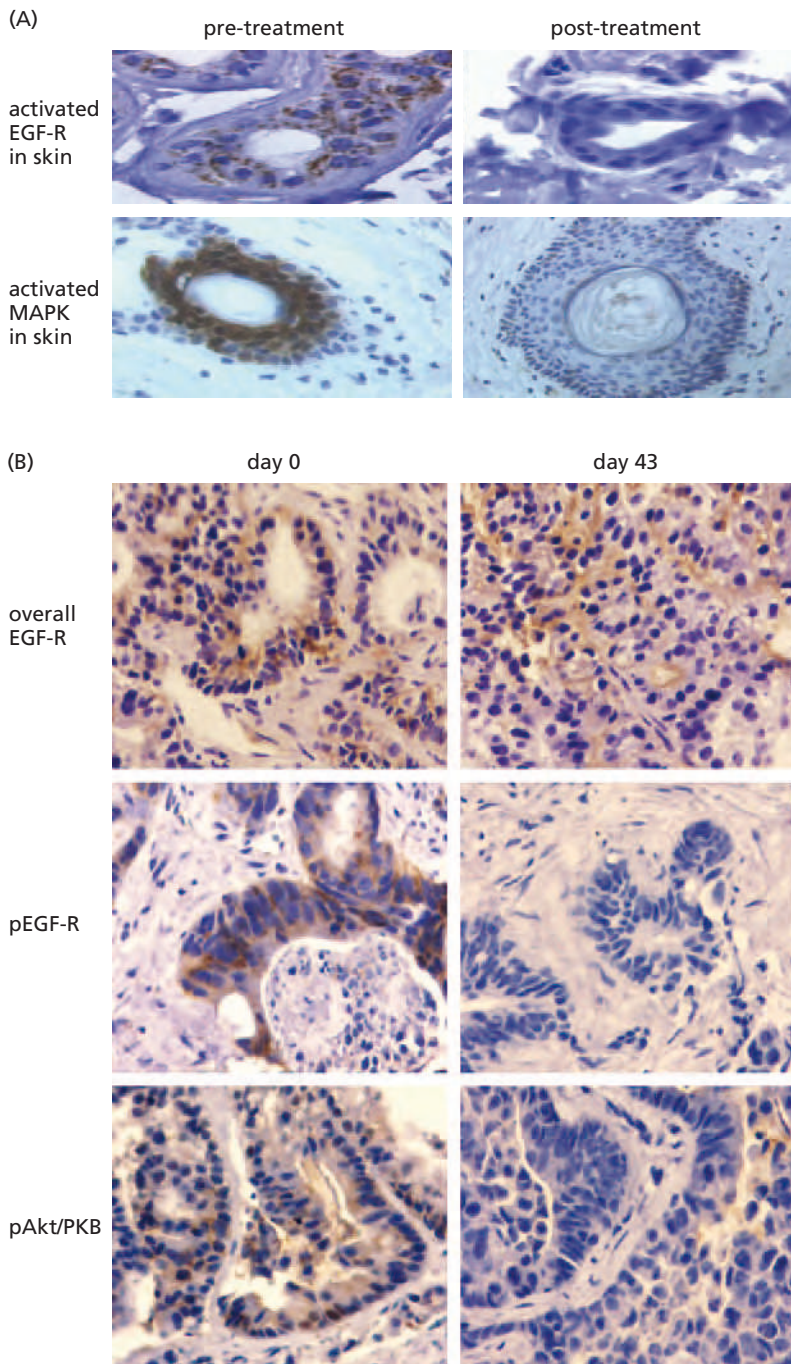 (A)
pre-treatment
post-treatment
activated
EGF-R
in skin
activated
MAPK
in skin
(B)
day 0
day 43
overall
EGF-R
pEGF-R
pAkt/PKB